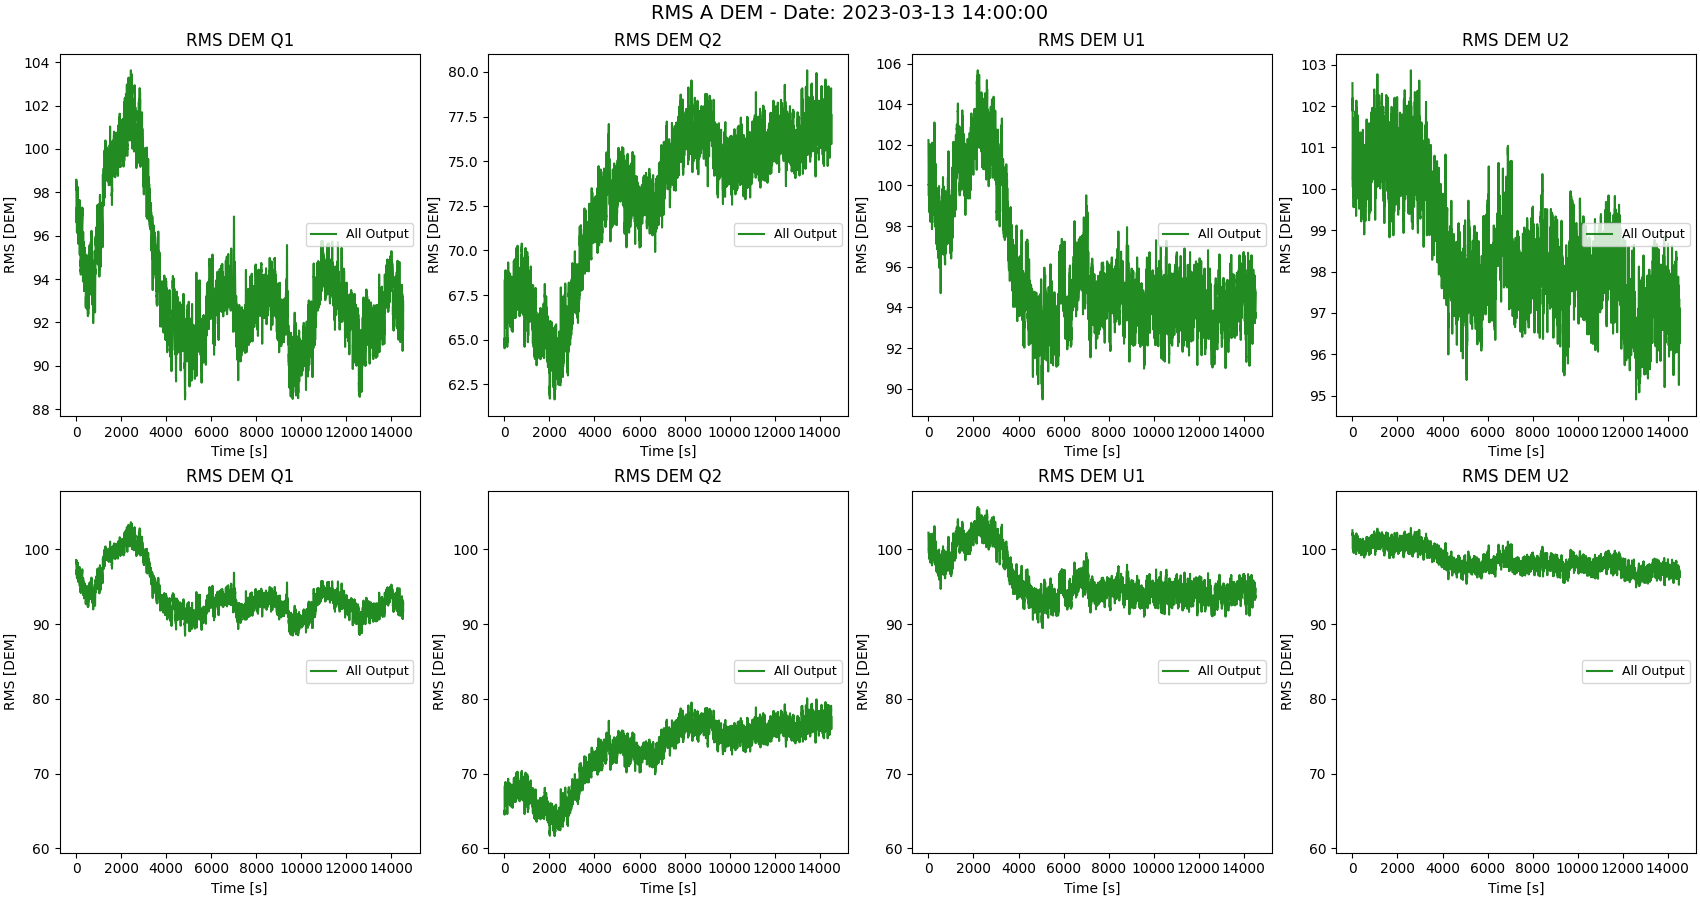 RMS A DEM - Date: 2023-03-13 14:00:00
RMS DEM Q1
RMS [DEM]
104
102
100
98
96
94
92
90
88
All Output
0 2000 4000 6000 8000 10000 12000 14000
Time [s]
RMS DEM Q2
RMS [DEM]
80.0
77.5
75.0
72.5
70.0
67.5
65.0
62.5
All Output
0 2000 4000 6000 8000 10000 12000 14000
Time [s]
RMS DEM U1
RMS [DEM]
106
104
102
100
98
96
94
92
90
All Output
0 2000 4000 6000 8000 10000 12000 14000
Time [s]
RMS DEM U2
RMS [DEM]
103
102
101
100
99
98
97
96
95
All Output
0 2000 4000 6000 8000 10000 12000 14000
Time [s]
RMS DEM Q1
RMS [DEM]
100
90
80
70
60
All Output
0 2000 4000 6000 8000 10000 12000 14000
Time [s]
RMS DEM Q2
RMS [DEM]
100
90
80
70
60
All Output
0 2000 4000 6000 8000 10000 12000 14000
Time [s]
RMS DEM U1
RMS [DEM]
100
90
80
70
60
All Output
0 2000 4000 6000 8000 10000 12000 14000
Time [s]
RMS DEM U2
RMS [DEM]
100
90
80
70
60
All Output
0 2000 4000 6000 8000 10000 12000 14000
Time [s]